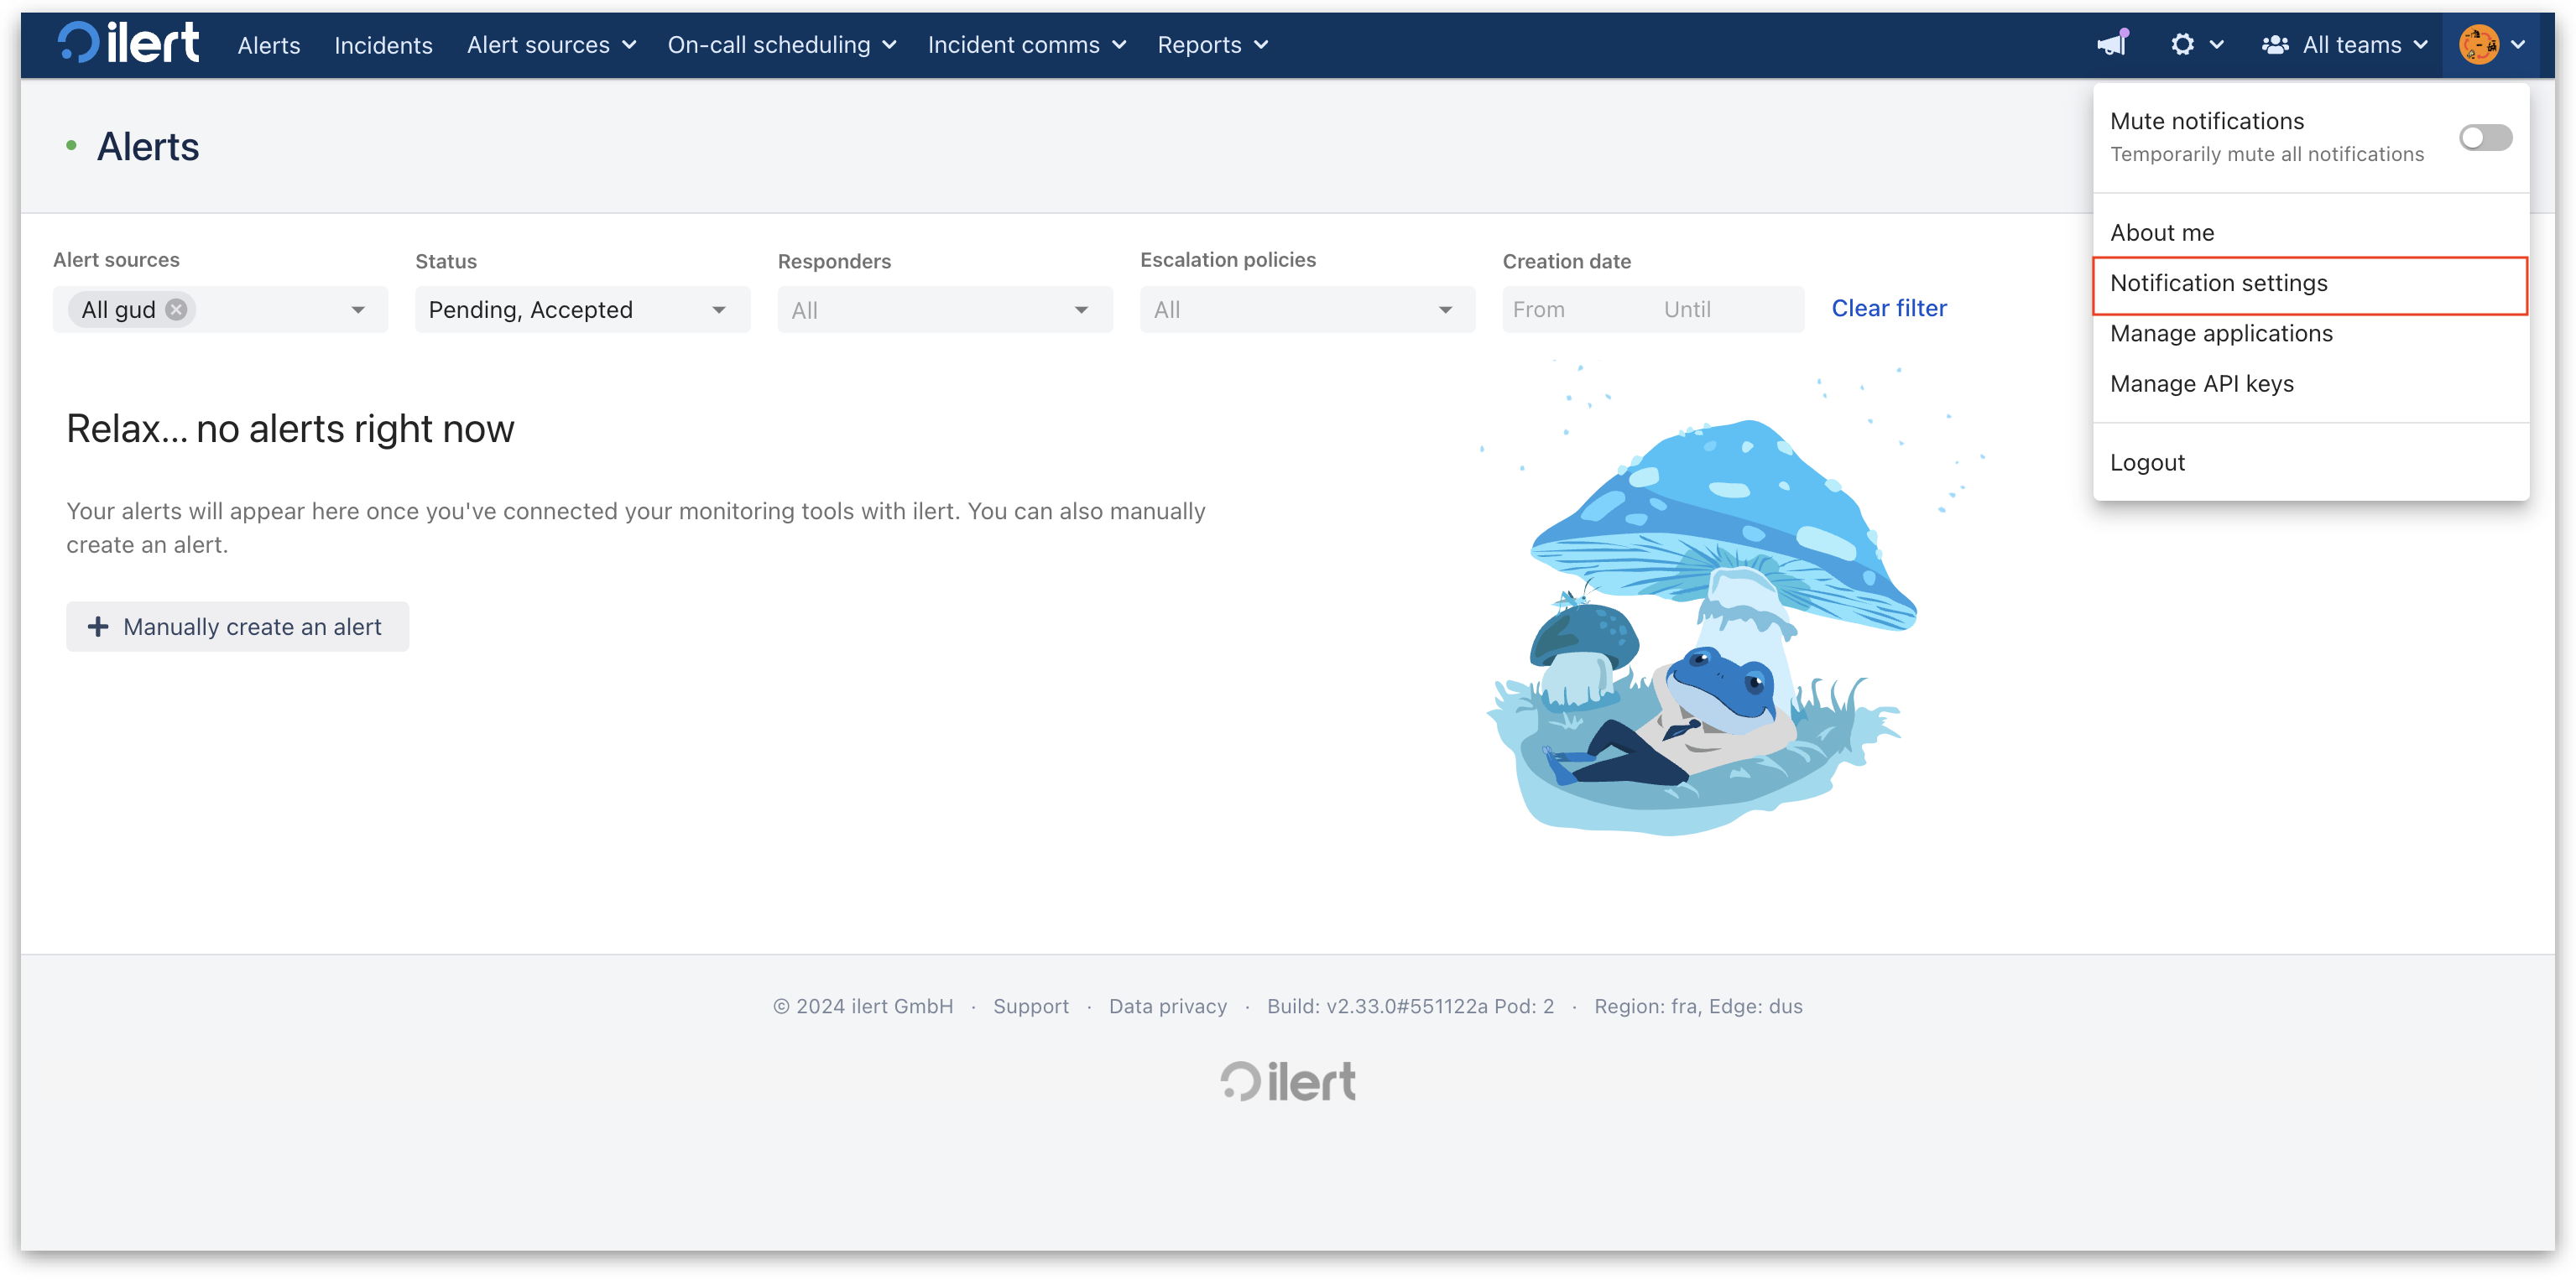 ilert Alerts Incidents Alert sources On-call scheduling Incident comms Reports All teams
Alerts
Mute notifications
Temporarily mute all notifications
About me
Notification settings
Manage applications
Manage API keys
Logout
Alert sources Status Responders Escalation policies Creation date
All gud Pending, Accepted All All From Until Clear filter
Relax... no alerts right now
Your alerts will appear here once you've connected your monitoring tools with ilert. You can also manually
create an alert.
Manually create an alert
© 2024 ilert GmbH · Support · Data privacy · Build: v2.33.0#551122a Pod: 2 · Region: fra, Edge: dus
ilert